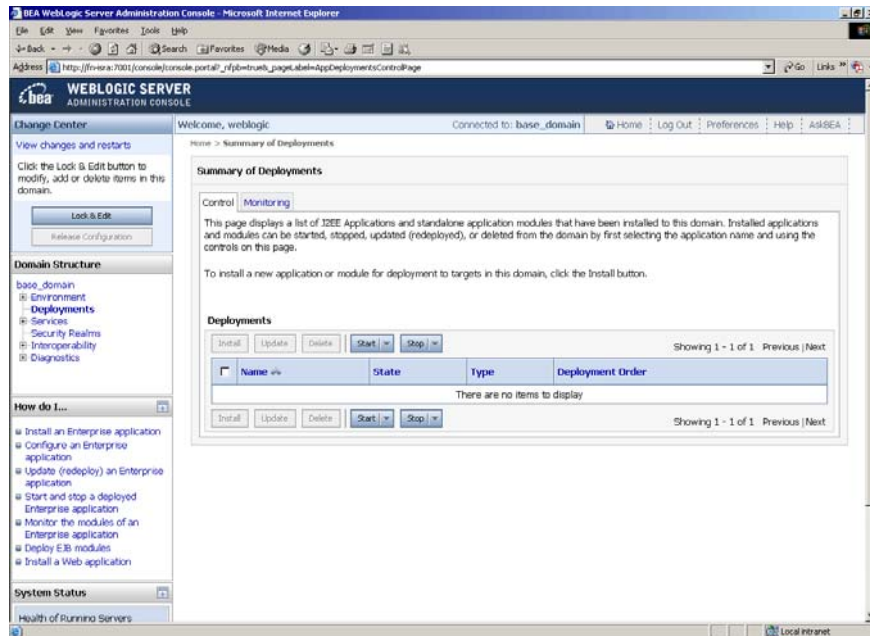 BEA WebLogic Server Administration Console - Microsoft Internet Explorer
File Edit View Favorites Tools Help
Back Search Favorites Media
Address http://fn-isra:7001/console/console.portal?_nfpb=true&_pageLabel=AppDeploymentsControlPage Go Links
bea WEBLOGIC SERVER
ADMINISTRATION CONSOLE
Change Center
View changes and restarts
Click the Lock & Edit button to
modify, add or delete items in this
domain.
Lock & Edit
Release Configuration
Domain Structure
base_domain
Environment
Deployments
Services
Security Realms
Interoperability
Diagnostics
How do I...
Install an Enterprise application
Configure an Enterprise
application
Update (redeploy) an Enterprise
application
Start and stop a deployed
Enterprise application
Monitor the modules of an
Enterprise application
Deploy EJB modules
Install a Web application
System Status
Health of Running Servers
Welcome, weblogic Connected to: base_domain Home Log Out Preferences Help AskBEA
Home > Summary of Deployments
Summary of Deployments
Control Monitoring
This page displays a list of J2EE Applications and standalone application modules that have been installed to this domain. Installed applications
and modules can be started, stopped, updated (redeployed), or deleted from the domain by first selecting the application name and using the
controls on this page.
To install a new application or module for deployment to targets in this domain, click the Install button.
Deployments
Install Update Delete Start Stop Showing 1 - 1 of 1 Previous | Next
Name State Type Deployment Order
There are no items to display
Install Update Delete Start Stop Showing 1 - 1 of 1 Previous | Next
Local intranet